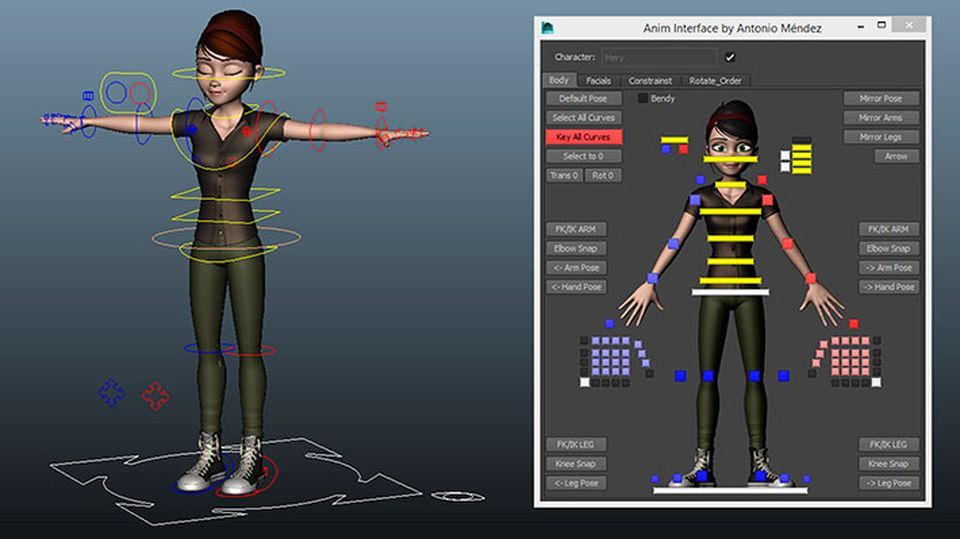 Anim Interface by Antonio Méndez
Character: Mery
Body Facials Constrainst Rotate_Order
Default Pose Bendy Mirror Pose
Select All Curves Mirror Arms
Key All Curves Mirror Legs
Select to 0 Arrow
Trans 0 Rot 0
FK/IK ARM FK/IK ARM
Elbow Snap Elbow Snap
<- Arm Pose -> Arm Pose
<- Hand Pose -> Hand Pose
FK/IK LEG FK/IK LEG
Knee Snap Knee Snap
<- Leg Pose -> Leg Pose